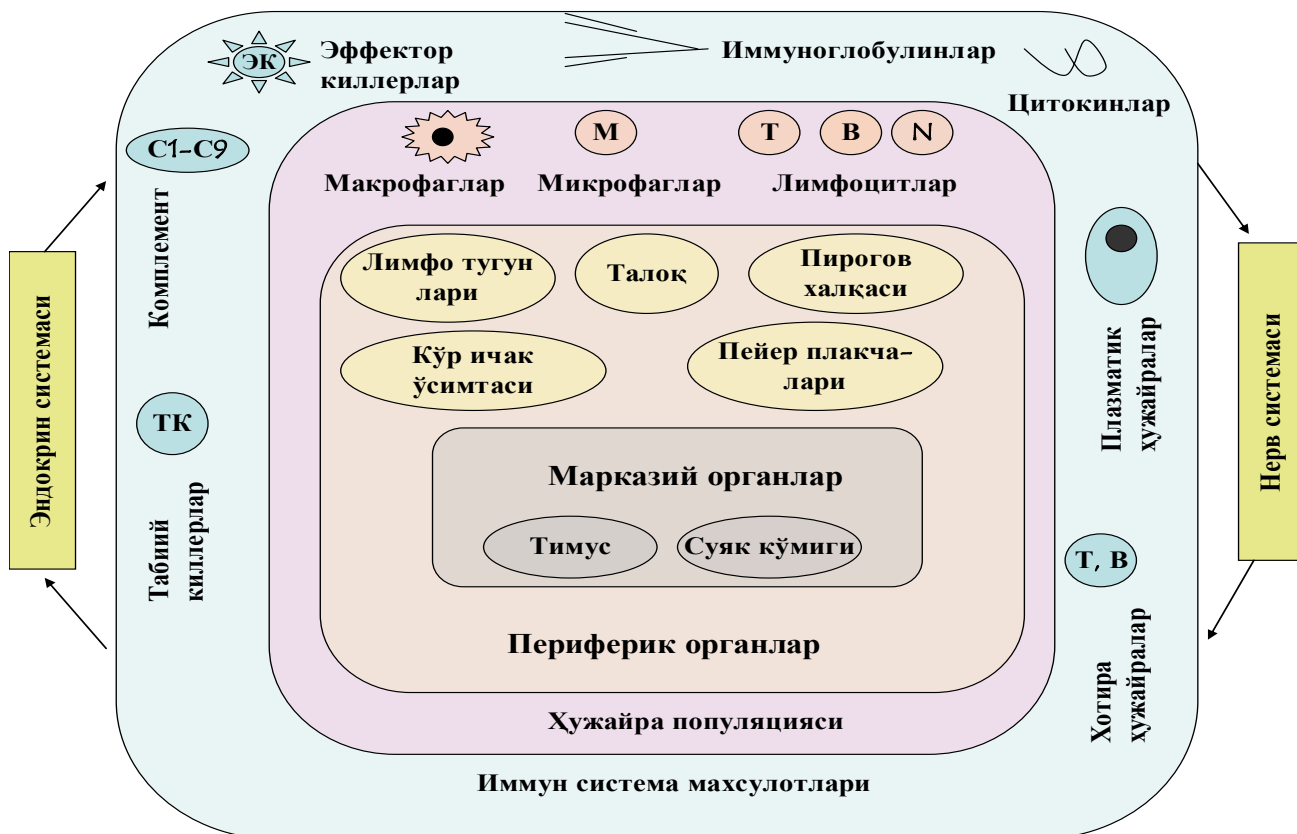 ЭК
Эффектор
киллерлар
Иммуноглобулинлар
Цитокинлар
C1-C9
Комплемент
ТК
Табиий
киллерлар
Макрофаглар
М
Микрофаглар
Т
В
N
Лимфоцитлар
Лимфо тугун
лари
Талоқ
Пирогов
халқаси
Кўр ичак
ўсимтаси
Пейер плакча-
лари
Марказий органлар
Тимус
Суяк кўмиги
Периферик органлар
Ҳужайра популяцияси
Иммун система махсулотлари
Плазматик
ҳужайралар
Т, В
Хотира
ҳужайралар
Эндокрин системаси
Нерв системаси